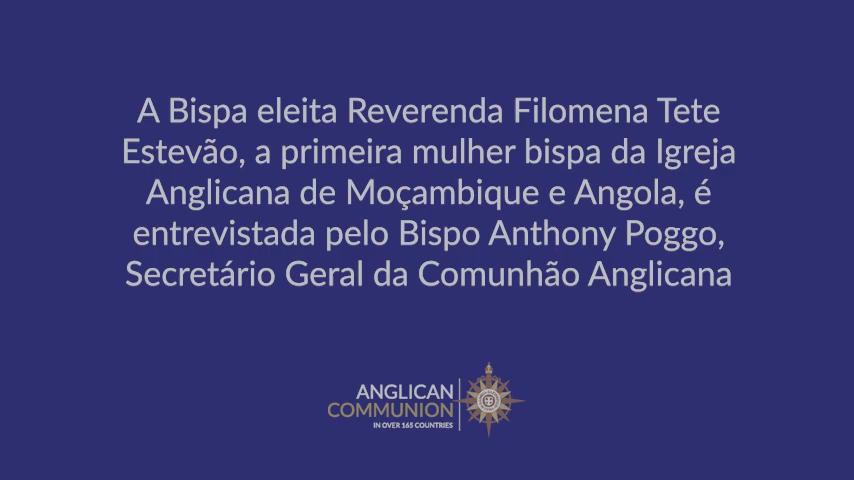 A Bispa eleita Reverenda Filomena Tete
Estevão, a primeira mulher bispa da Igreja
Anglicana de Moçambique e Angola, é
entrevistada pelo Bispo Anthony Poggo,
Secretário Geral da Comunhão Anglicana
ANGLICAN
COMMUNION
IN OVER 165 COUNTRIES